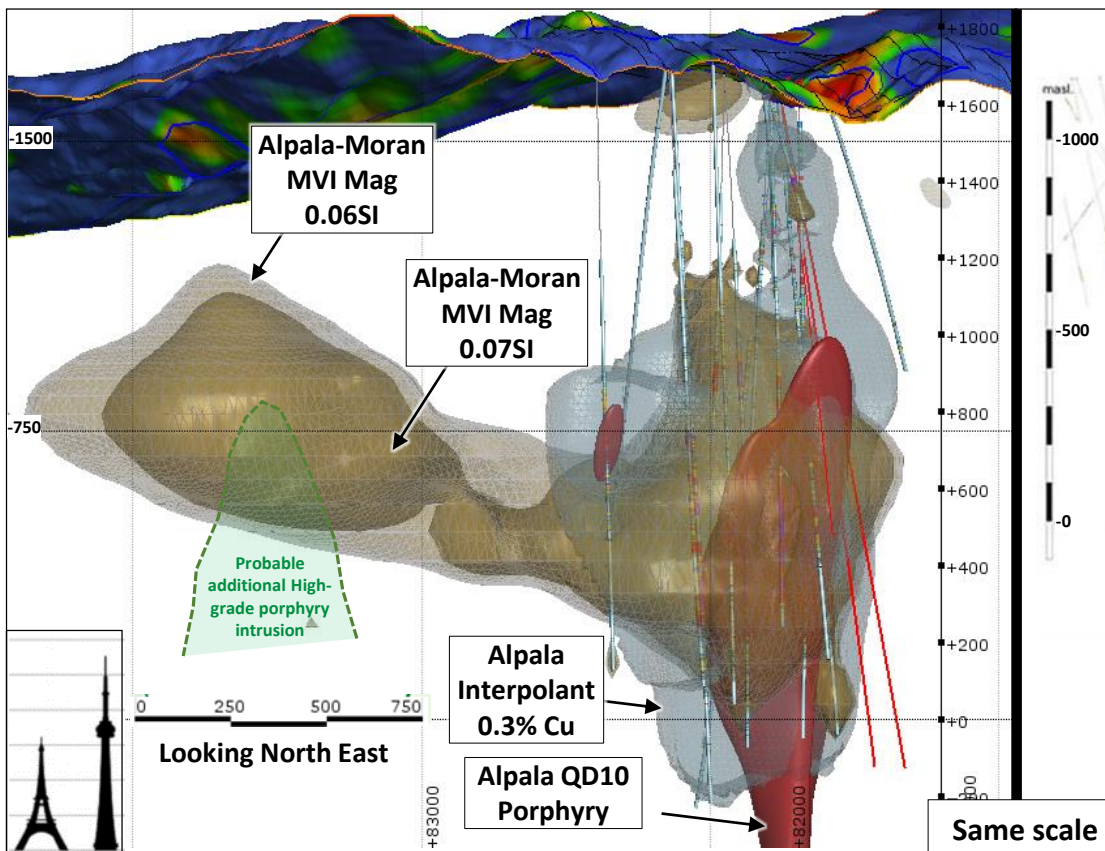 +1800
+1600
masl.
-1500
-1000
Alpala-Moran
MVI Mag
0.06SI
+1400
Alpala-Moran
MVI Mag
0.07SI
+1200
+1000
-500
+800
-750
+600
-0
+400
Probable
additional High-
grade porphyry
intrusion
+200
Alpala
Interpolant
0.3% Cu
+0
0
250
500
750
Looking North East
Alpala QD10
Porphyry
+83000
+82000
Same scale